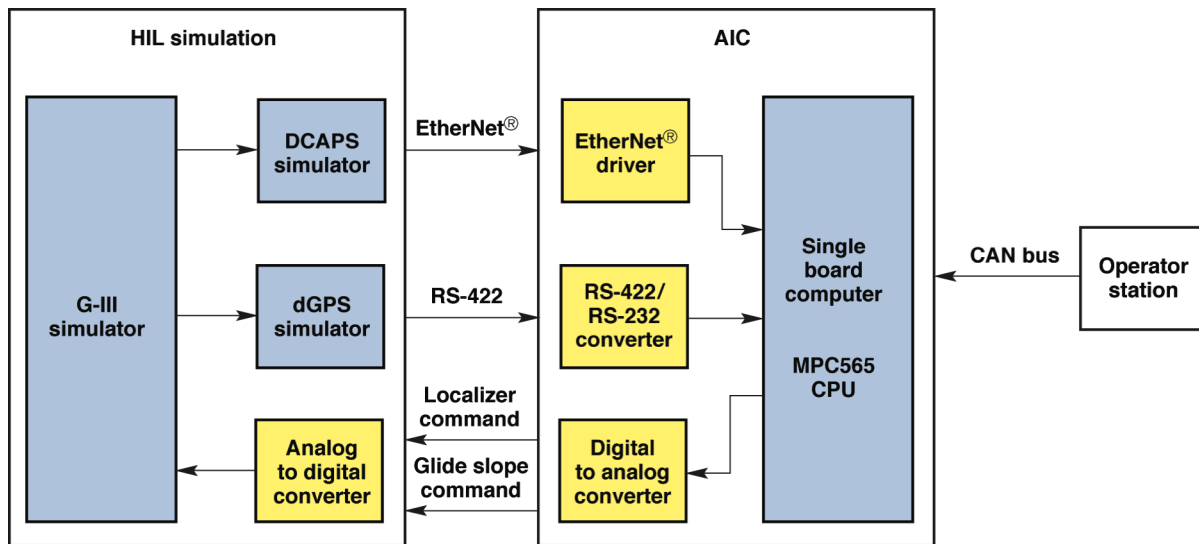 HIL simulation
G-III
simulator
DCAPS
simulator
dGPS
simulator
Analog
to digital
converter
EtherNet®
RS-422
Localizer
command
Glide slope
command
AIC
EtherNet®
driver
RS-422/
RS-232
converter
Digital
to analog
converter
Single
board
computer
MPC565
CPU
CAN bus
Operator
station